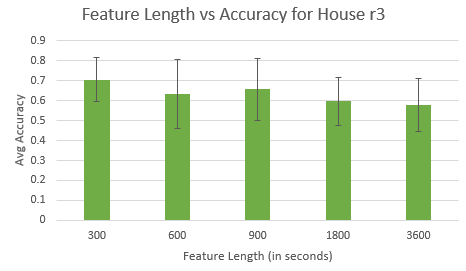 Feature Length vs Accuracy for House r3
0.9
0.8
0.7
0.6
0.5
0.4
0.3
0.2
0.1
0
Avg Accuracy
300 600 900 1800 3600
Feature Length (in seconds)